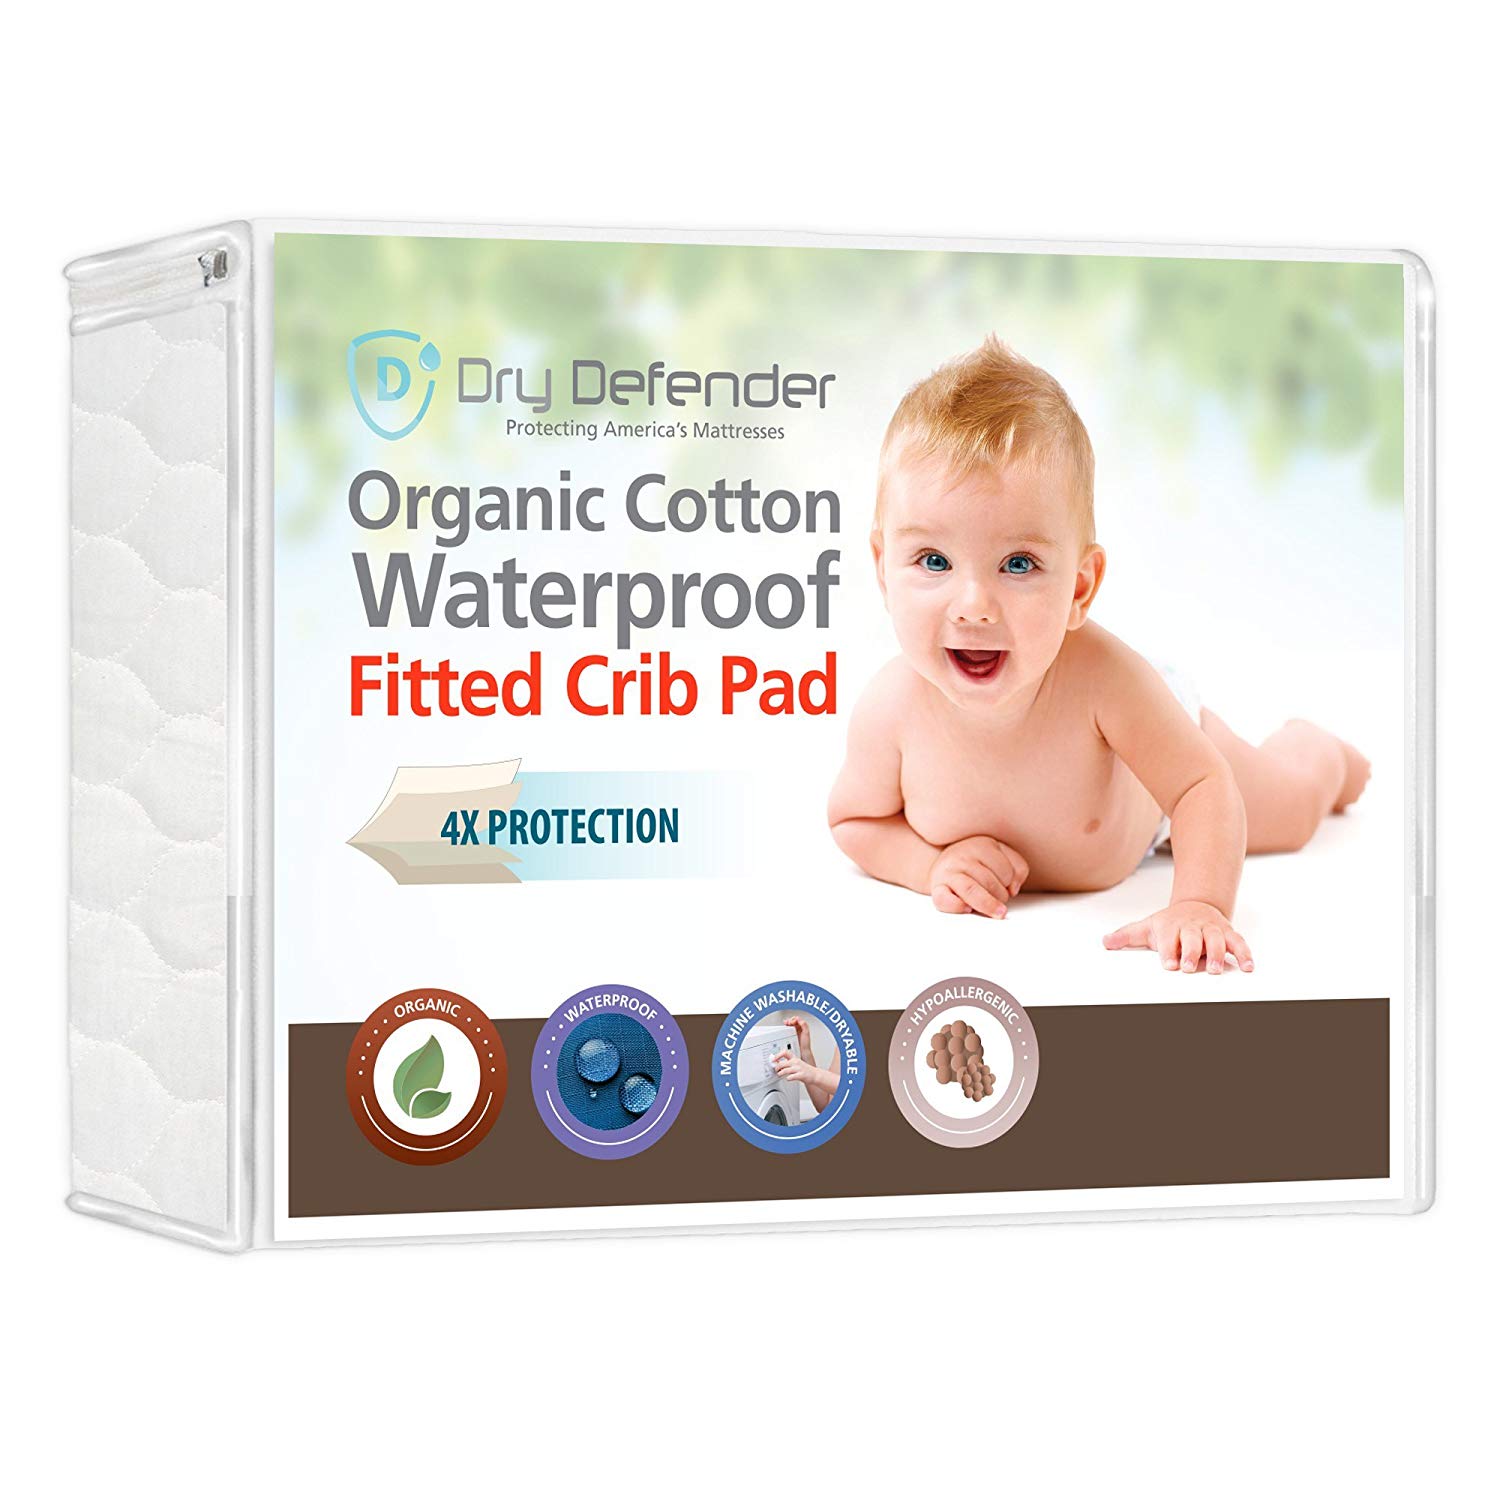 D
Dry Defender
Protecting America's Mattresses
Organic Cotton
Waterproof
Fitted Crib Pad
4X PROTECTION
ORGANIC
WATERPROOF
MACHINE WASHABLE/DRYABLE
HYPOALLERGENIC